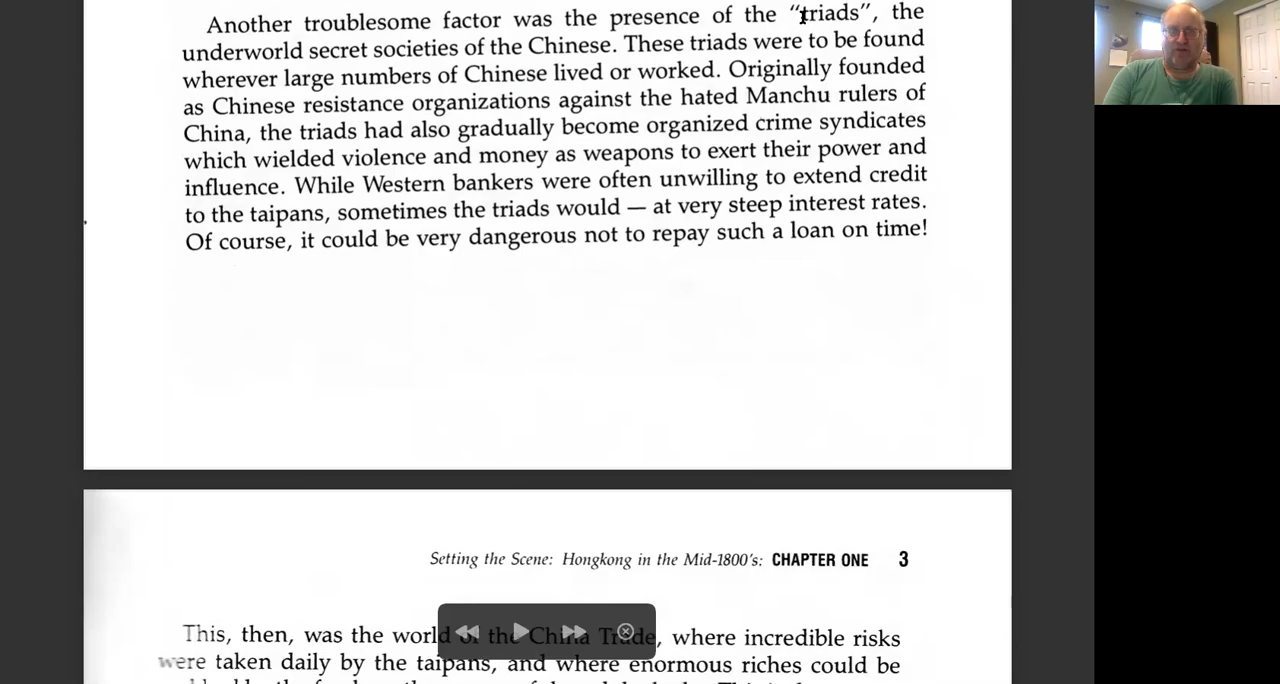 Another troublesome factor was the presence of the “triads”, the
underworld secret societies of the Chinese. These triads were to be found
wherever large numbers of Chinese lived or worked. Originally founded
as Chinese resistance organizations against the hated Manchu rulers of
China, the triads had also gradually become organized crime syndicates
which wielded violence and money as weapons to exert their power and
influence. While Western bankers were often unwilling to extend credit
to the taipans, sometimes the triads would — at very steep interest rates.
Of course, it could be very dangerous not to repay such a loan on time!
Setting the Scene: Hongkong in the Mid-1800's: CHAPTER ONE 3
This, then, was the world of the China Trade, where incredible risks
were taken daily by the taipans, and where enormous riches could be